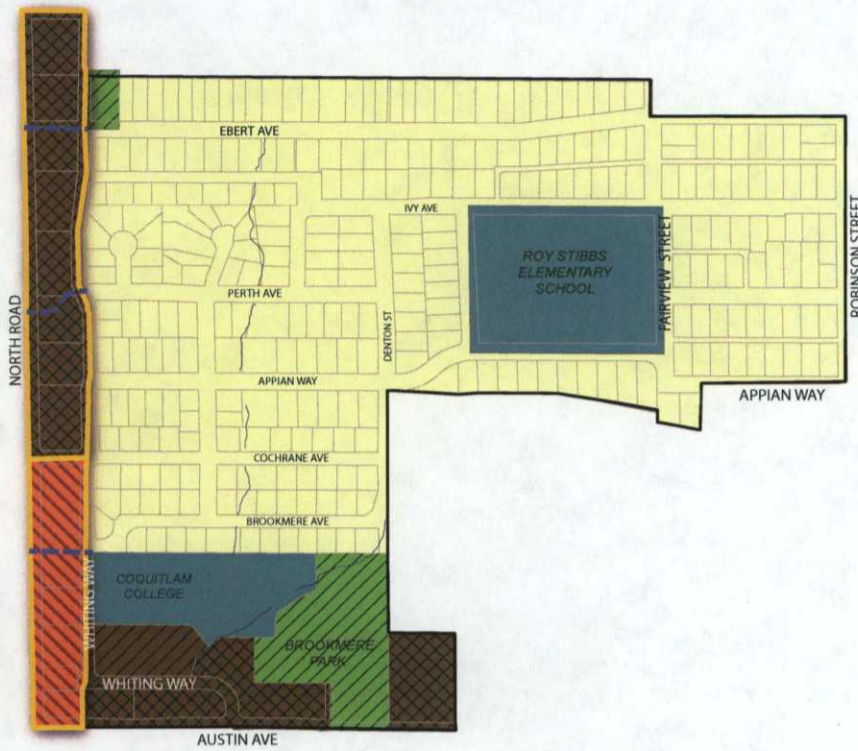 EBERT AVE
IVY AVE
ROY STIBBS
ELEMENTARY
SCHOOL
FAIRVIEW STREET
ROBINSON STREET
NORTH ROAD
PERTH AVE
DENTON ST
APPIAN WAY
APPIAN WAY
COCHRANE AVE
BROOKMERE AVE
COQUITLAM
COLLEGE
WHITING WAY
BROOKMERE
PARK
WHITING WAY
AUSTIN AVE